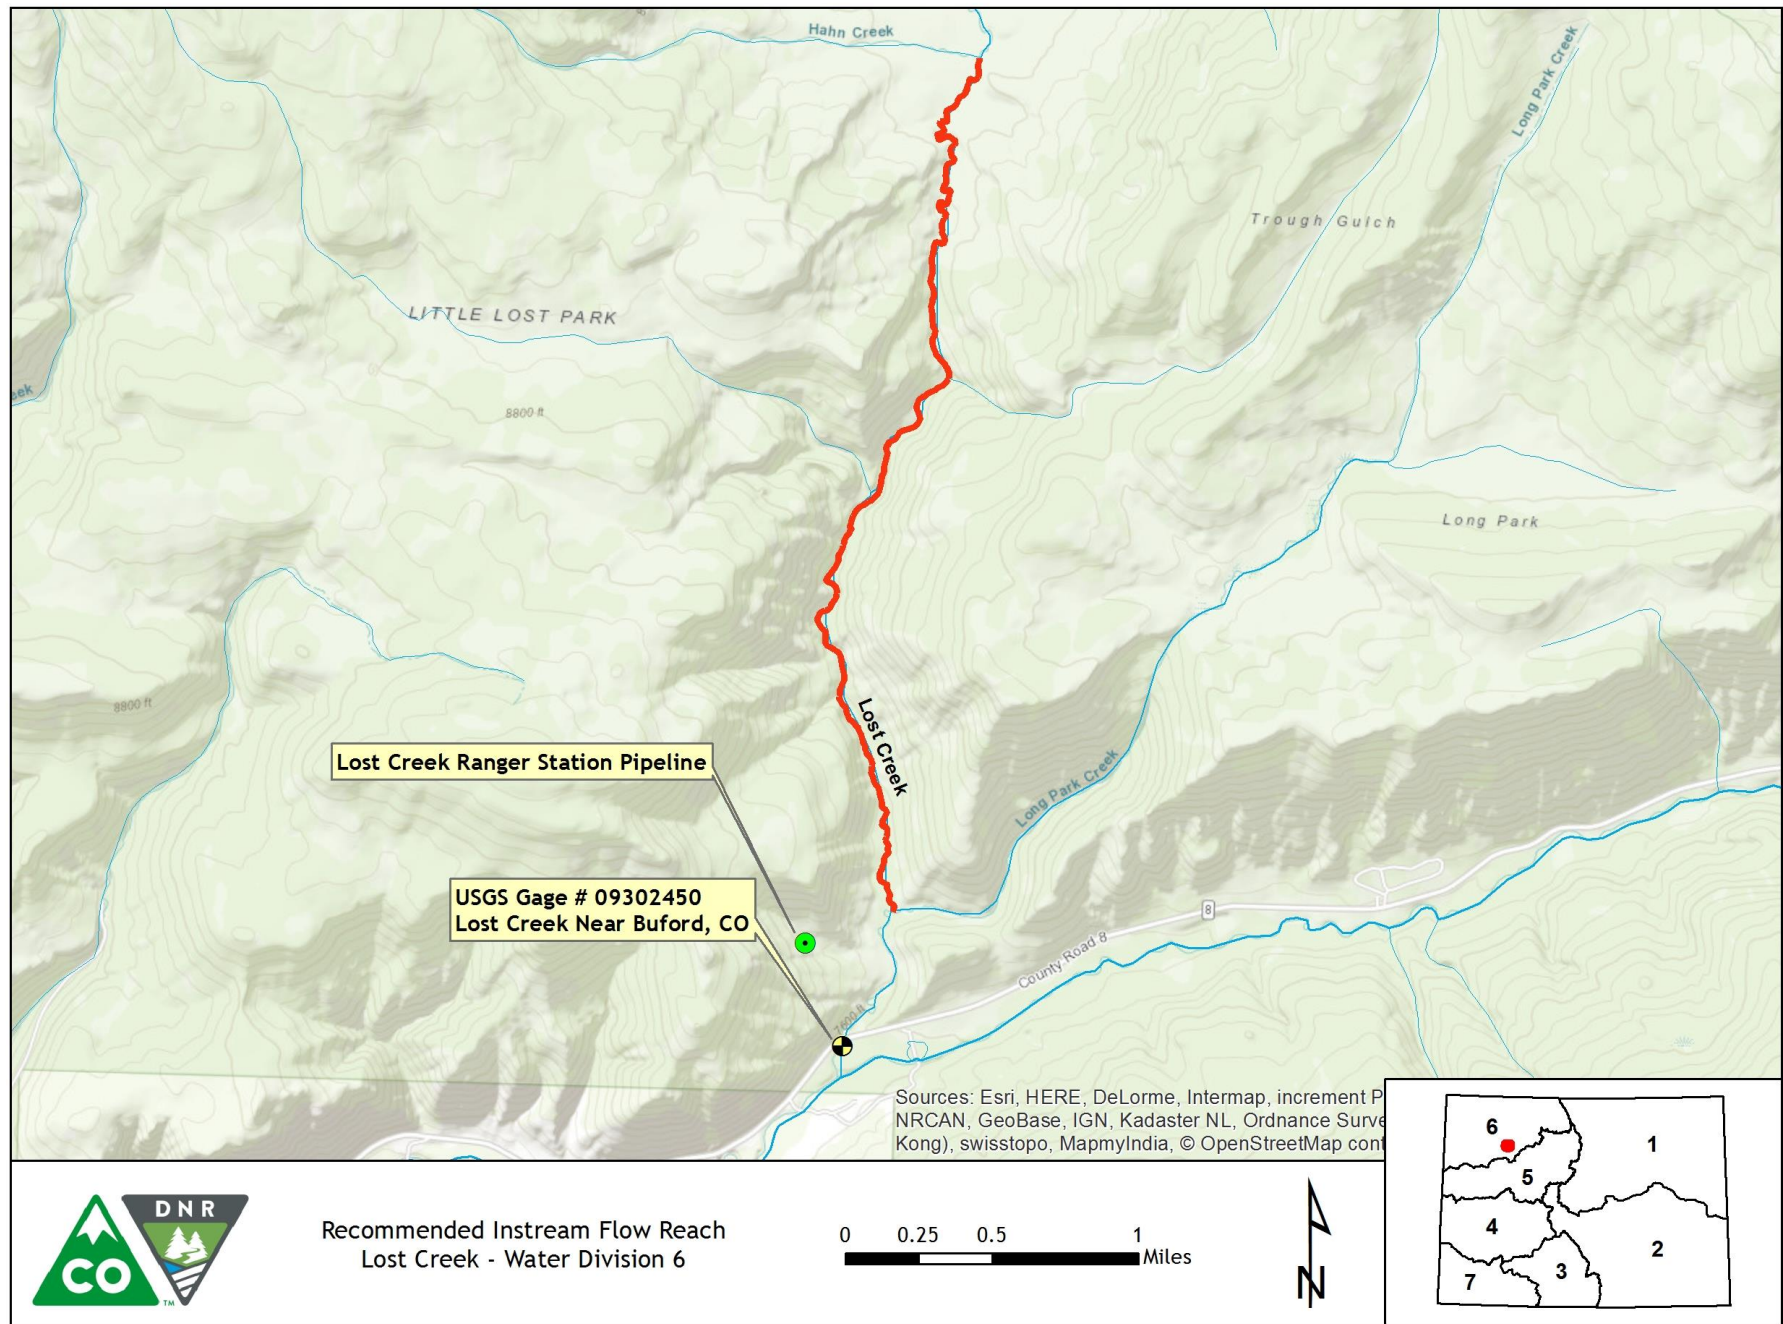 Hahn Creek
Long Park Creek
Trough Gulch
LITTLE LOST PARK
eek
8800 ft
Long Park
8800 ft
Lost Creek
Lost Creek Ranger Station Pipeline
Long Park Creek
USGS Gage # 09302450
Lost Creek Near Buford, CO
8
County Road 8
7600 ft
Sources: Esri, HERE, DeLorme, Intermap, increment P
NRCAN, GeoBase, IGN, Kadaster NL, Ordnance Surve
Kong), swisstopo, MapmyIndia, © OpenStreetMap cont
6
1
5
4
2
3
7
DNR
CO
TM
Recommended Instream Flow Reach
Lost Creek - Water Division 6
0 0.25 0.5 1
Miles
N